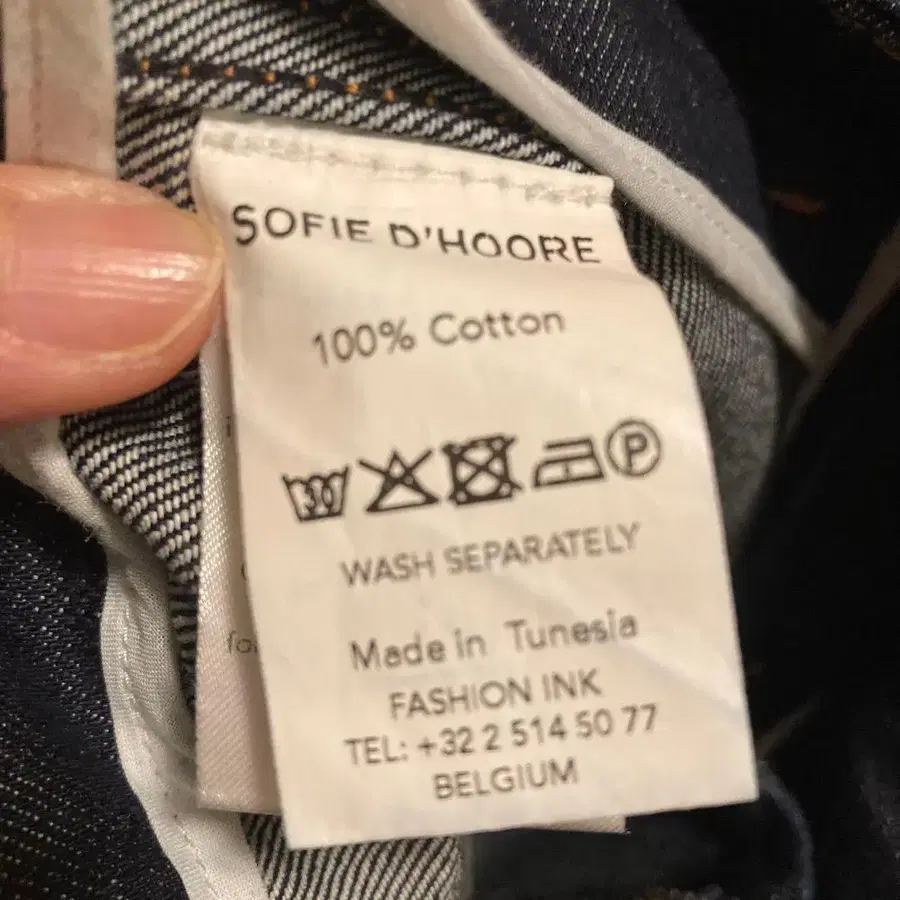 SOFIE D'HOORE
100% Cotton
30 P
WASH SEPARATELY
Made in Tunesia
FASHION INK
TEL: +32 2 514 50 77
BELGIUM